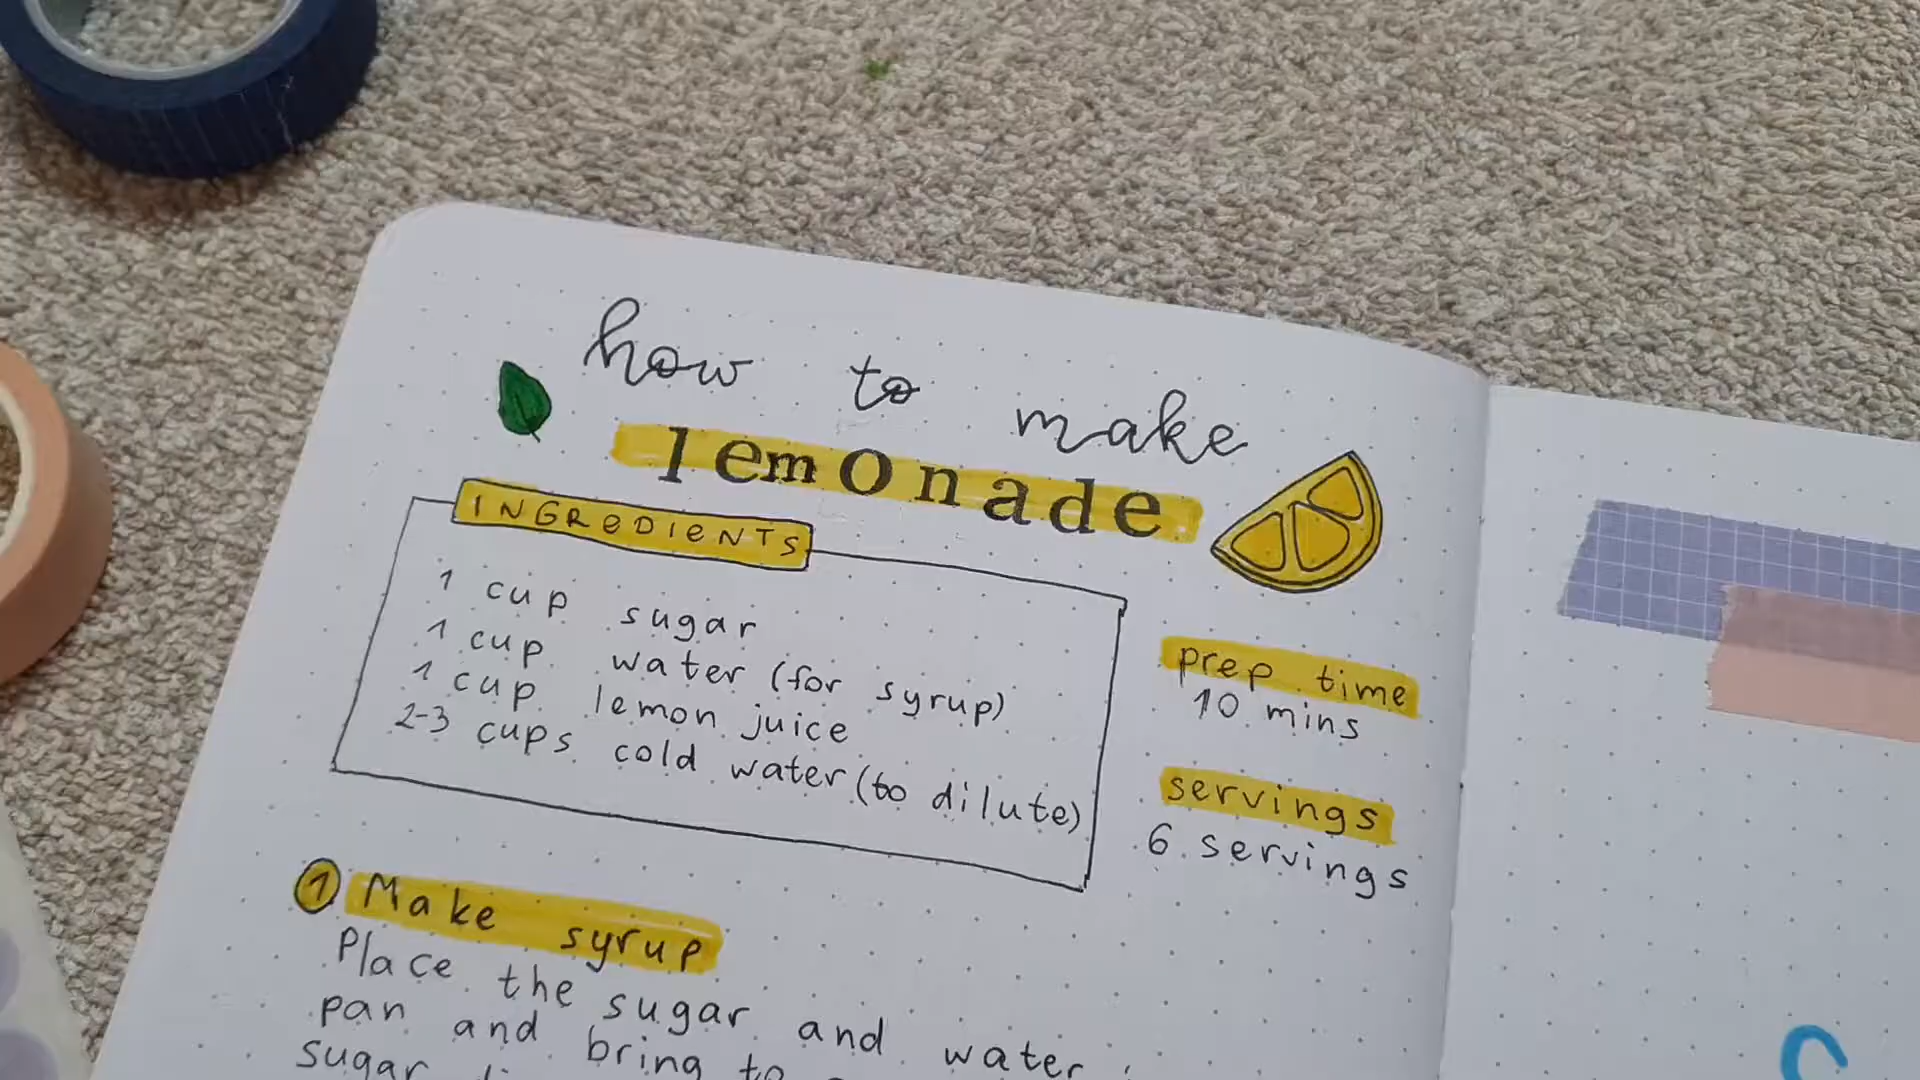 how to make
lemonade
INGReDIeNTS
1 cup sugar
1 cup water (for syrup)
1 cup lemon juice
2-3 cups cold water (to dilute)
prep time
10 mins
servings
6 servings
1 Make syrup
Place the sugar and water
pan and bring to
sugar